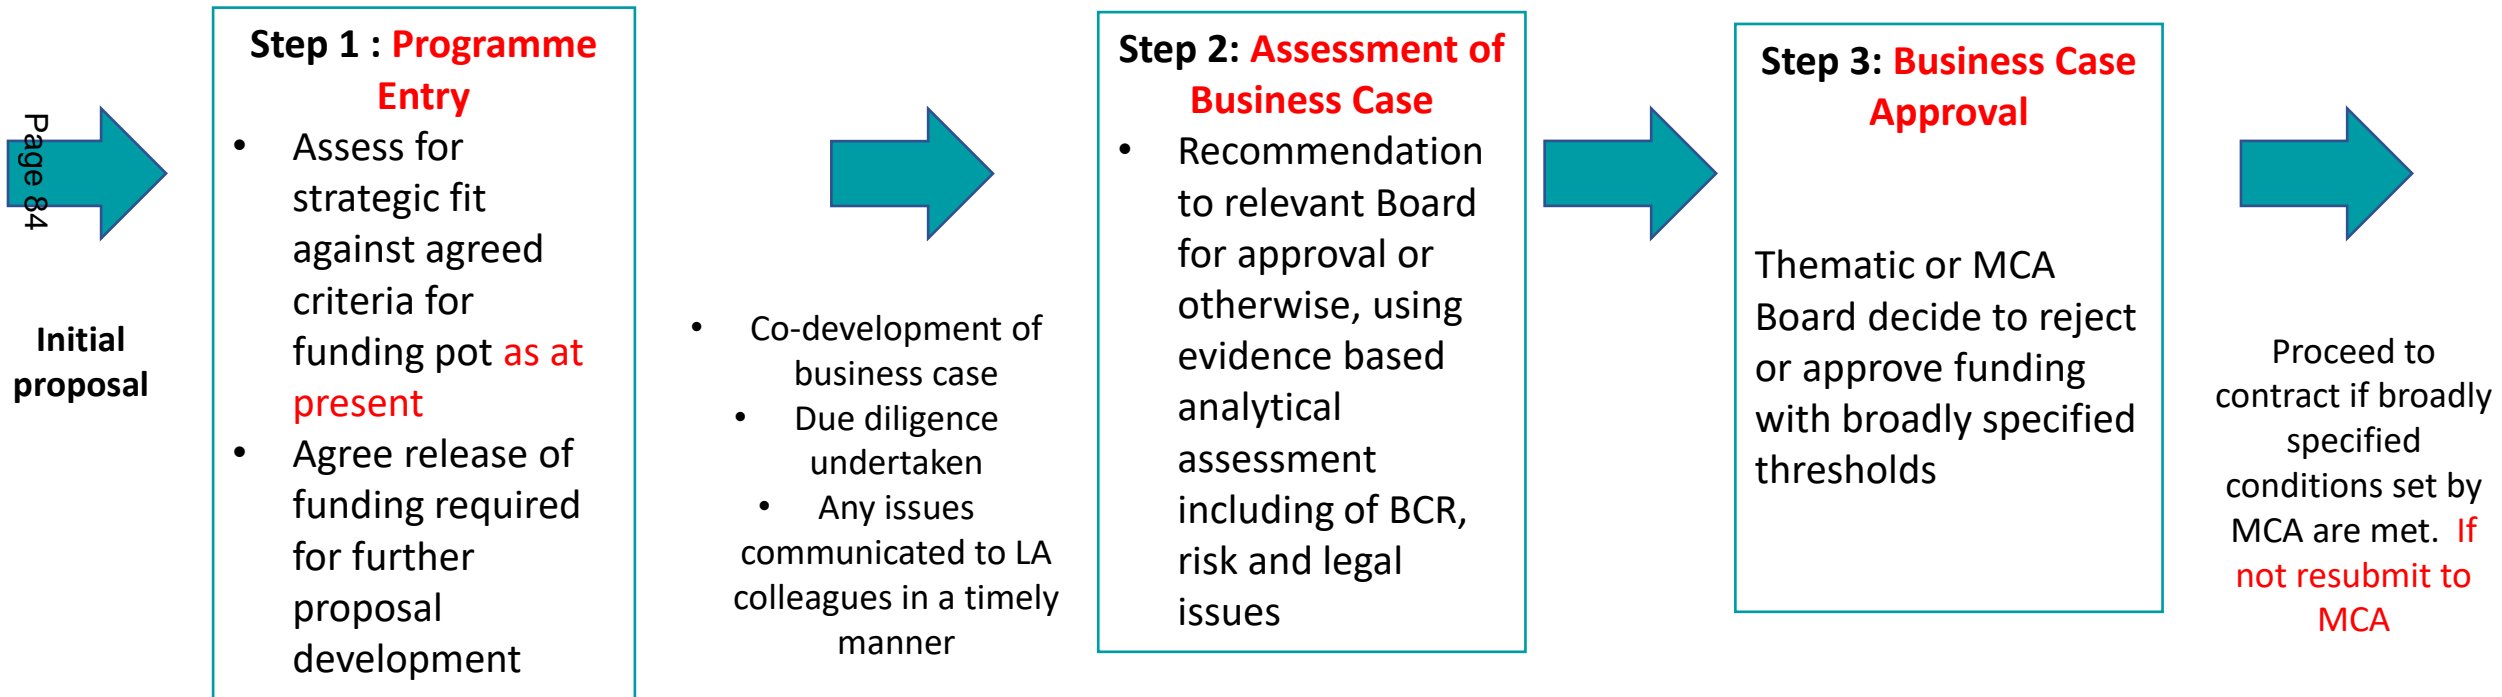 Page 84
Initial
proposal
Step 1 : Programme
Entry
• Assess for
strategic fit
against agreed
criteria for
funding pot as at
present
• Agree release of
funding required
for further
proposal
development
• Co-development of
business case
• Due diligence
undertaken
• Any issues
communicated to LA
colleagues in a timely
manner
Step 2: Assessment of
Business Case
• Recommendation
to relevant Board
for approval or
otherwise, using
evidence based
analytical
assessment
including of BCR,
risk and legal
issues
Step 3: Business Case
Approval
Thematic or MCA
Board decide to reject
or approve funding
with broadly specified
thresholds
Proceed to
contract if broadly
specified
conditions set by
MCA are met. If
not resubmit to
MCA